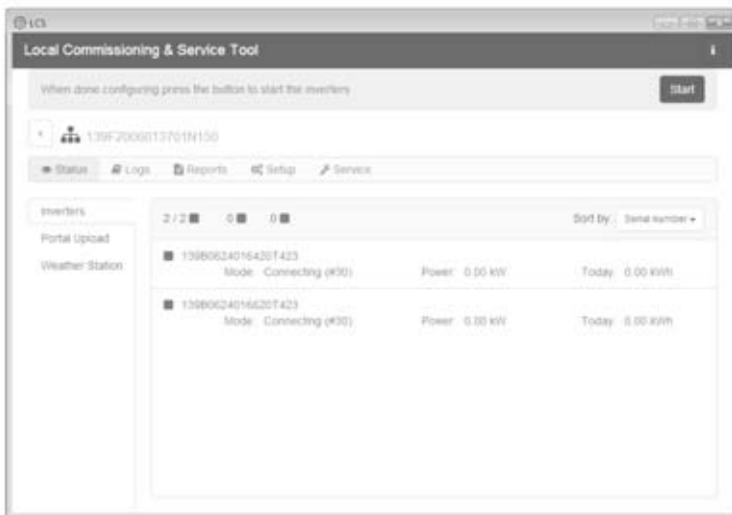 LCS
Local Commissioning & Service Tool
i
When done configuring press the button to start the inverters
Start
139F2006013701N150
Status Logs Reports Setup Service
Inverters
Portal Upload
Weather Station
2 / 2 0 0 Sort by Serial number
139B0624016420T423
Mode Connecting (#30) Power 0.00 kW Today 0.00 kWh
139B0624016620T423
Mode Connecting (#30) Power 0.00 kW Today 0.00 kWh